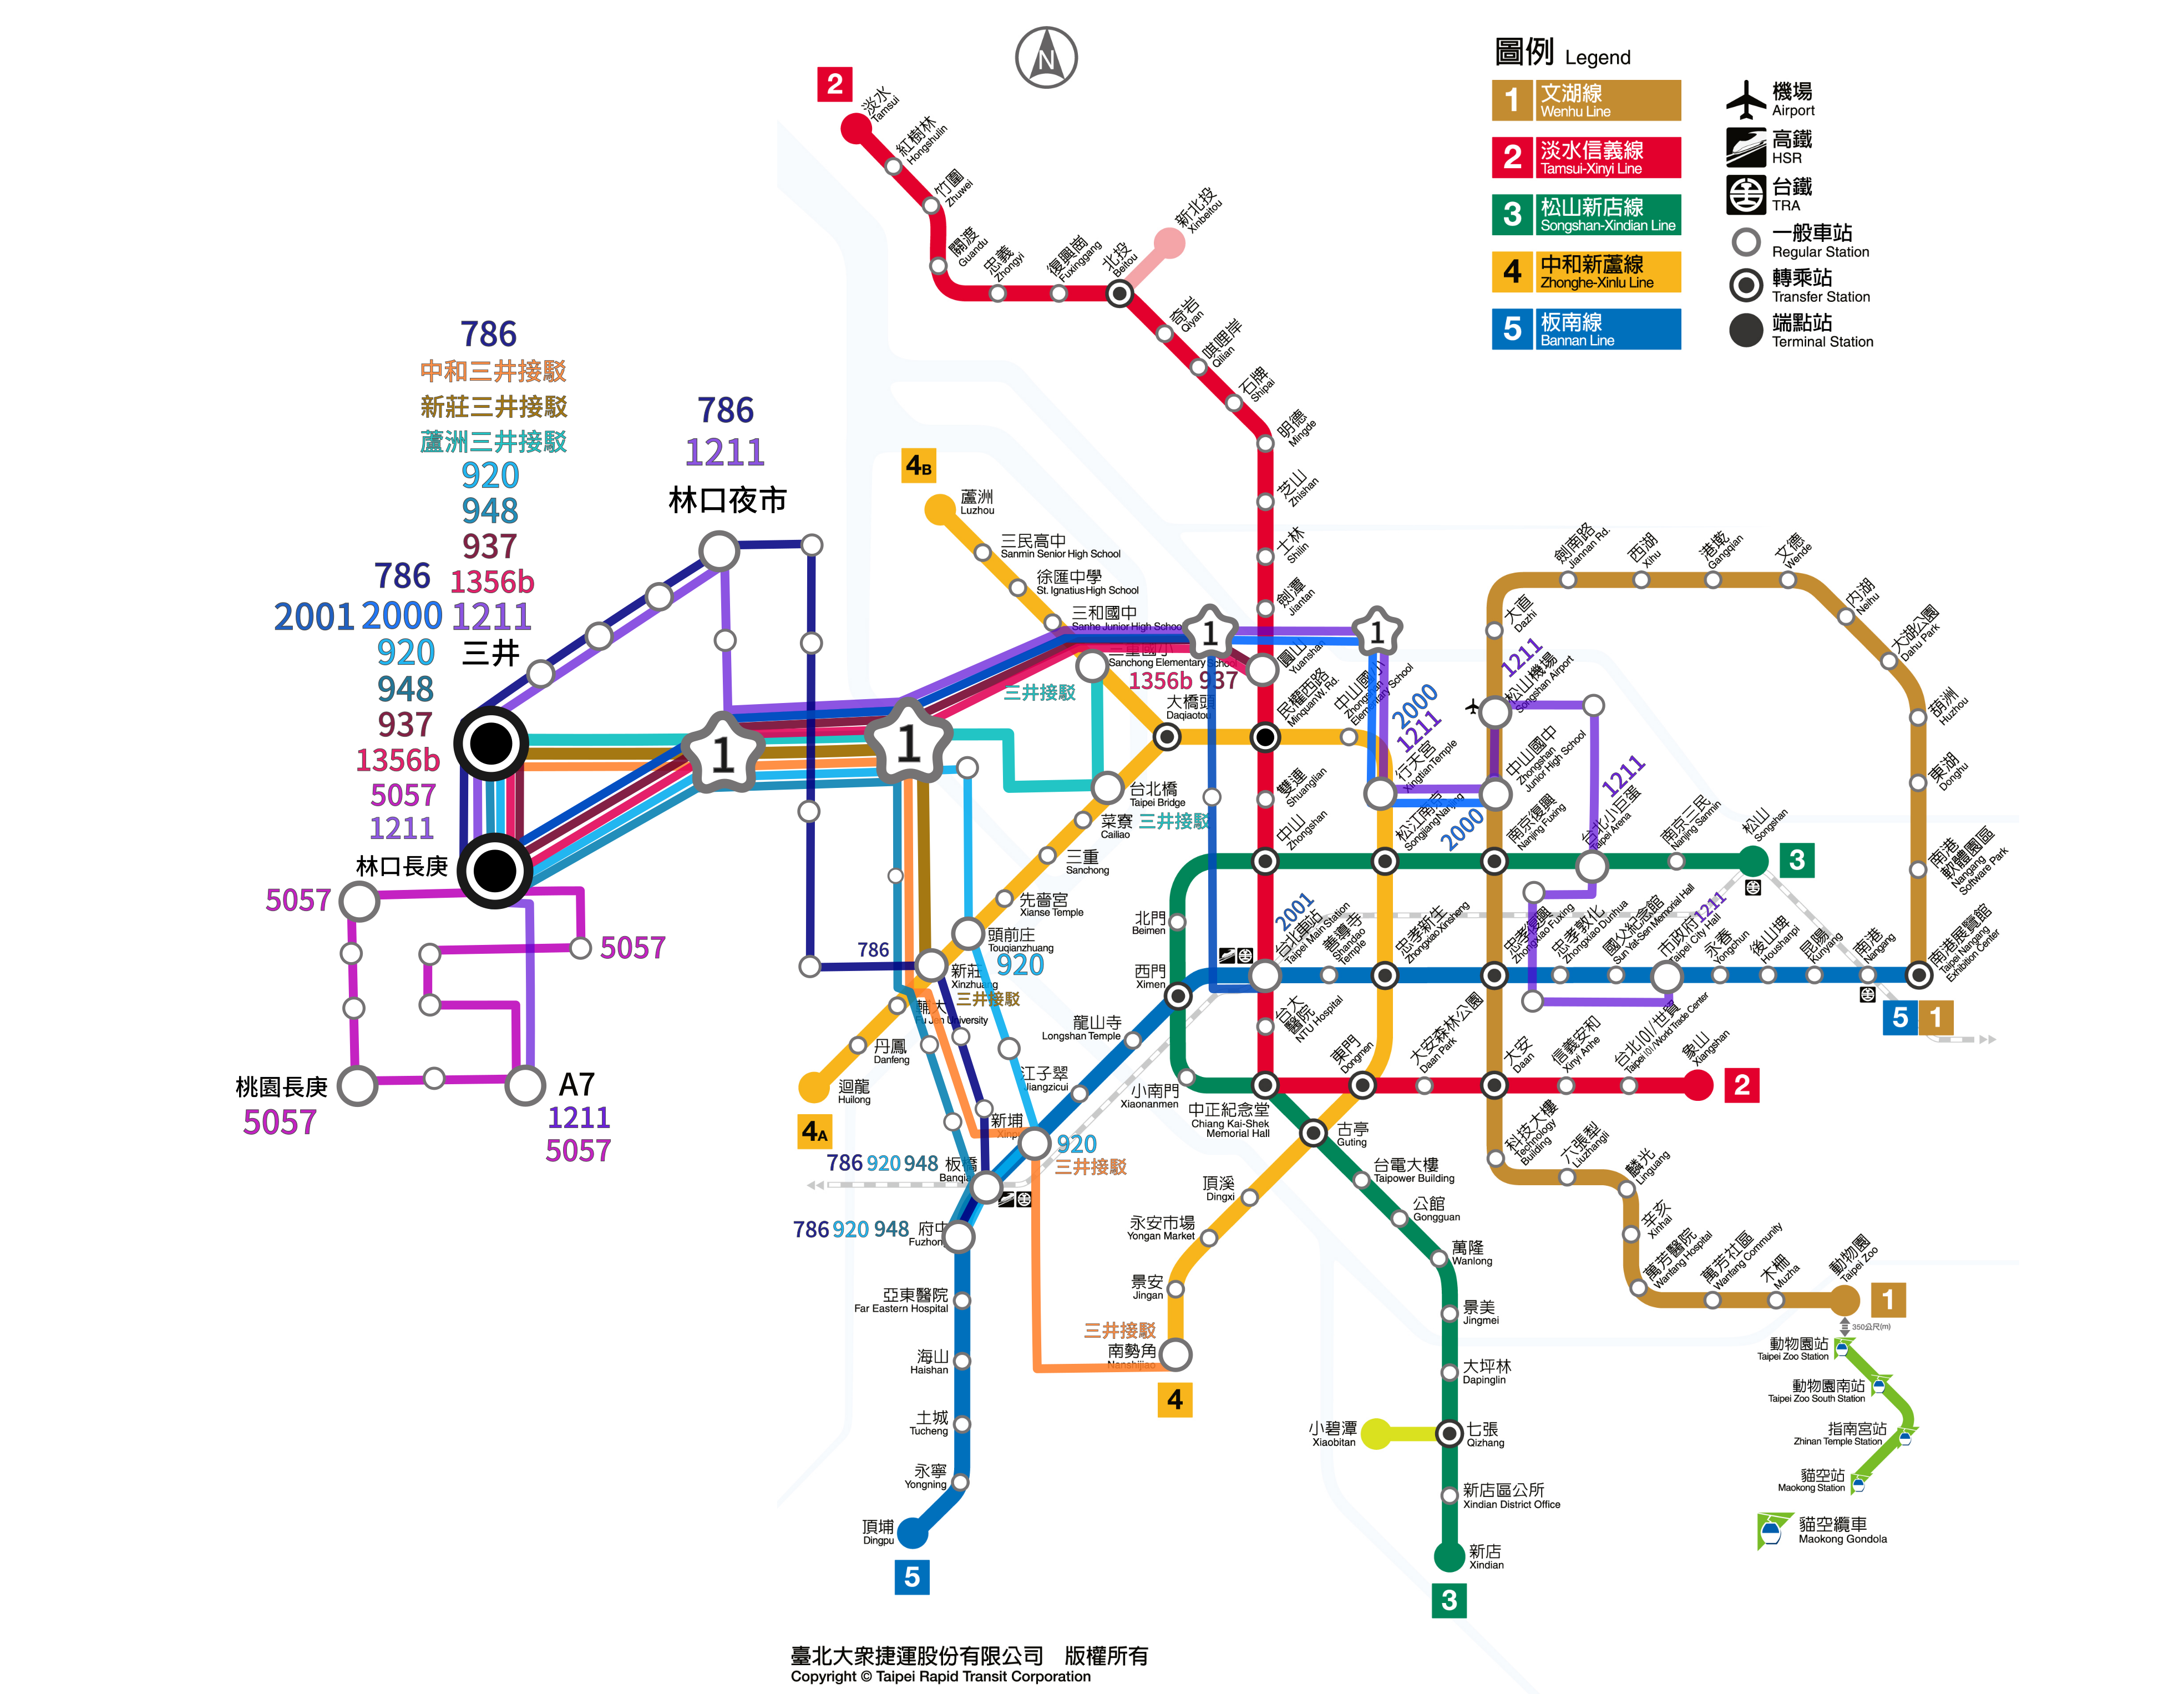 N
圖例 Legend
1 文湖線
Wenhu Line
2 淡水信義線
Tamsui-Xinyi Line
3 松山新店線
Songshan-Xindian Line
4 中和新蘆線
Zhonghe-Xinlu Line
5 板南線
Bannan Line
機場
Airport
高鐵
HSR
台鐵
TRA
一般車站
Regular Station
轉乘站
Transfer Station
端點站
Terminal Station
2
淡水
Tamsui
紅樹林
Hongshulin
竹圍
Zhuwei
關渡
Guandu
忠義
Zhongyi
復興崗
Fuxinggang
北投
Beitou
新北投
Xinbeitou
奇岩
Qiyan
唭哩岸
Qilian
石牌
Shipai
明德
Mingde
芝山
Zhishan
士林
Shilin
劍潭
Jiantan
圓山
Yuanshan
民權西路
Minquan W. Rd.
雙連
Shuanglian
中山
Zhongshan
786
中和三井接駁
新莊三井接駁
蘆洲三井接駁
920
948
937
786 1356b
2001 2000 1211
920 三井
948
937
1356b
5057
1211
林口長庚
786
1211
林口夜市
5057
5057
桃園長庚
5057
A7
1211
5057
1
1
1
1
4B
蘆洲
Luzhou
三民高中
Sanmin Senior High School
徐匯中學
St. Ignatius High School
三和國中
Sanhe Junior High School
三重國小
Sanchong Elementary School
三井接駁
1356b 937
大橋頭
Daqiaotou
台北橋
Taipei Bridge
菜寮 三井接駁
Cailiao
三重
Sanchong
先嗇宮
Xianse Temple
頭前庄
Touqianzhuang
920
786
新莊
Xinzhuang
三井接駁
輔大
Fu Jen University
丹鳳
Danfeng
迴龍
Huilong
4A
中山國小
Zhongshan
Elementary School
2000
1211
行天宮
Xingtian Temple
松江南京
Songjiang Nanjing
2000
劍南路
Jiannan Rd.
西湖
Xihu
港墘
Gangqian
文德
Wende
內湖
Neihu
大湖公園
Dahu Park
葫洲
Huzhou
東湖
Donghu
南港
軟體園區
Nangang
Software Park
南港展覽館
Taipei Nangang
Exhibition Center
大直
Dazhi
1211
松山機場
Songshan Airport
中山國中
Zhongshan
Junior High School
1211
南京復興
Nanjing Fuxing
台北小巨蛋
Taipei Arena
南京三民
Nanjing Sanmin
松山
Songshan
3
北門
Beimen
西門
Ximen
2001
台北車站
Taipei Main Station
善導寺
Shandao
Temple
忠孝新生
Zhongxiao Xinsheng
忠孝復興
Zhongxiao Fuxing
忠孝敦化
Zhongxiao Dunhua
國父紀念館
Sun Yat-Sen Memorial Hall
市政府
Taipei City Hall
1211
永春
Yongchun
後山埤
Houshanpi
昆陽
Kunyang
南港
Nangang
5 1
龍山寺
Longshan Temple
江子翠
Jiangzicui
新埔
Xinp
920
三井接駁
786 920 948 板橋
Banqia
786 920 948 府中
Fuzhon
亞東醫院
Far Eastern Hospital
海山
Haishan
土城
Tucheng
永寧
Yongning
頂埔
Dingpu
5
台大
醫院
NTU Hospital
小南門
Xiaonanmen
中正紀念堂
Chiang Kai-Shek
Memorial Hall
東門
Dongmen
大安森林公園
Daan Park
大安
Daan
信義安和
Xinyi Anhe
台北101/世貿
Taipei 101/World Trade Center
象山
Xiangshan
2
古亭
Guting
頂溪
Dingxi
永安市場
Yongan Market
景安
Jingan
三井接駁
南勢角
Nanshijiao
4
台電大樓
Taipower Building
公館
Gongguan
萬隆
Wanlong
景美
Jingmei
大坪林
Dapinglin
小碧潭
Xiaobitan
七張
Qizhang
新店區公所
Xindian District Office
新店
Xindian
3
科技大樓
Technology
Building
六張犁
Liuzhangli
麟光
Linguang
辛亥
Xinhai
萬芳醫院
Wanfang Hospital
萬芳社區
Wanfang Community
木柵
Muzha
動物園
Taipei Zoo
1
350公尺(m)
動物園站
Taipei Zoo Station
動物園南站
Taipei Zoo South Station
指南宮站
Zhinan Temple Station
貓空站
Maokong Station
貓空纜車
Maokong Gondola
臺北大眾捷運股份有限公司 版權所有
Copyright © Taipei Rapid Transit Corporation